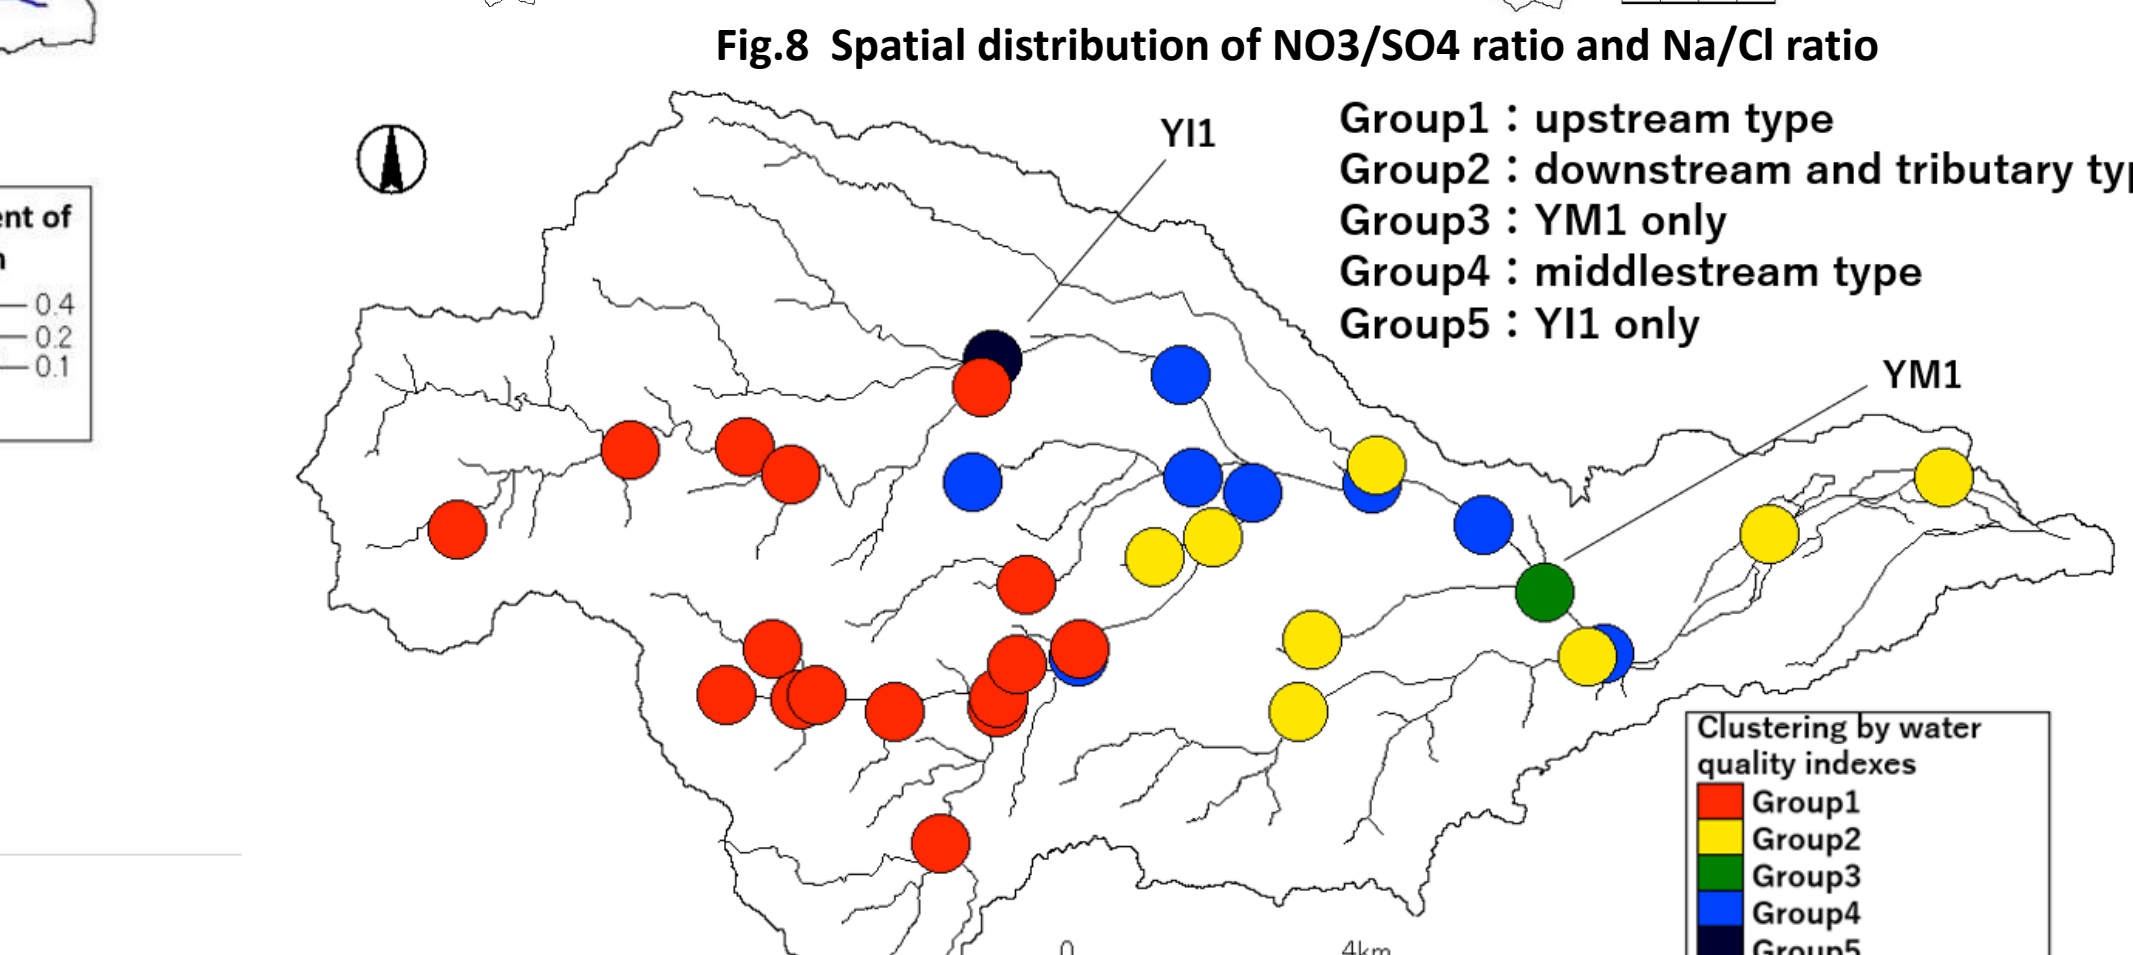 Fig.8 Spatial distribution of NO3/SO4 ratio and Na/Cl ratio
YI1
Group1：upstream type
Group2：downstream and tributary
Group3：YM1 only
Group4：middlestream type
Group5：YI1 only
of
0.4
0.2
0.1
YM1
Clustering by water
quality indexes
Group1
Group2
Group3
Group4
Group5
0 4km